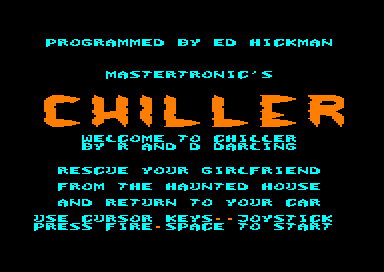 PROGRAMMED BY ED HICKMAN
MASTERTRONIC'S
CHILLER
WELCOME TO CHILLER
BY R AND D DARLING
RESCUE YOUR GIRLFRIEND
FROM THE HAUNTED HOUSE
AND RETURN TO YOUR CAR
USE CURSOR KEYS--JOYSTICK
PRESS FIRE-SPACE TO START